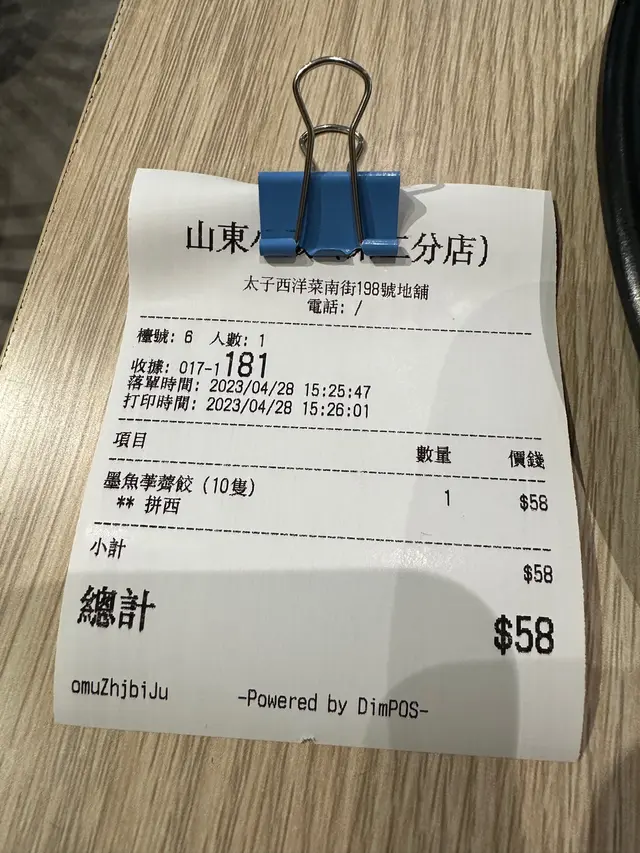 山東 二分店)
太子西洋菜南街198號地舖
電話: /
檯號: 6 人數: 1
收據: 017-1181
落單時間: 2023/04/28 15:25:47
打印時間: 2023/04/28 15:26:01
項目 數量 價錢
墨魚葶薺餃 (10隻) 1 $58
** 拼西
小計 $58
總計 $58
omuZhjbiJu -Powered by DimPOS-